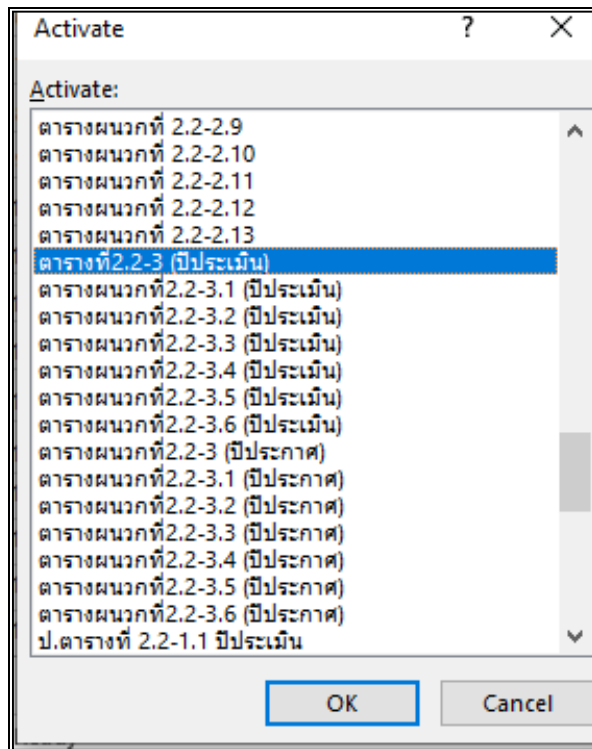 Activate
Activate:
ตารางผนวกที่ 2.2-2.9
ตารางผนวกที่ 2.2-2.10
ตารางผนวกที่ 2.2-2.11
ตารางผนวกที่ 2.2-2.12
ตารางผนวกที่ 2.2-2.13
ตารางที่2.2-3 (ปีประเมิน)
ตารางผนวกที่2.2-3.1 (ปีประเมิน)
ตารางผนวกที่2.2-3.2 (ปีประเมิน)
ตารางผนวกที่2.2-3.3 (ปีประเมิน)
ตารางผนวกที่2.2-3.4 (ปีประเมิน)
ตารางผนวกที่2.2-3.5 (ปีประเมิน)
ตารางผนวกที่2.2-3.6 (ปีประเมิน)
ตารางผนวกที่2.2-3 (ปีประกาศ)
ตารางผนวกที่2.2-3.1 (ปีประกาศ)
ตารางผนวกที่2.2-3.2 (ปีประกาศ)
ตารางผนวกที่2.2-3.3 (ปีประกาศ)
ตารางผนวกที่2.2-3.4 (ปีประกาศ)
ตารางผนวกที่2.2-3.5 (ปีประกาศ)
ตารางผนวกที่2.2-3.6 (ปีประกาศ)
ป.ตารางที่ 2.2-1.1 ปีประเมิน
OK Cancel